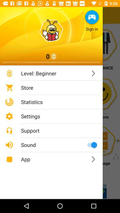 Sign in
0
Level: Beginner
Store
Statistics
Settings
Support
Sound
App